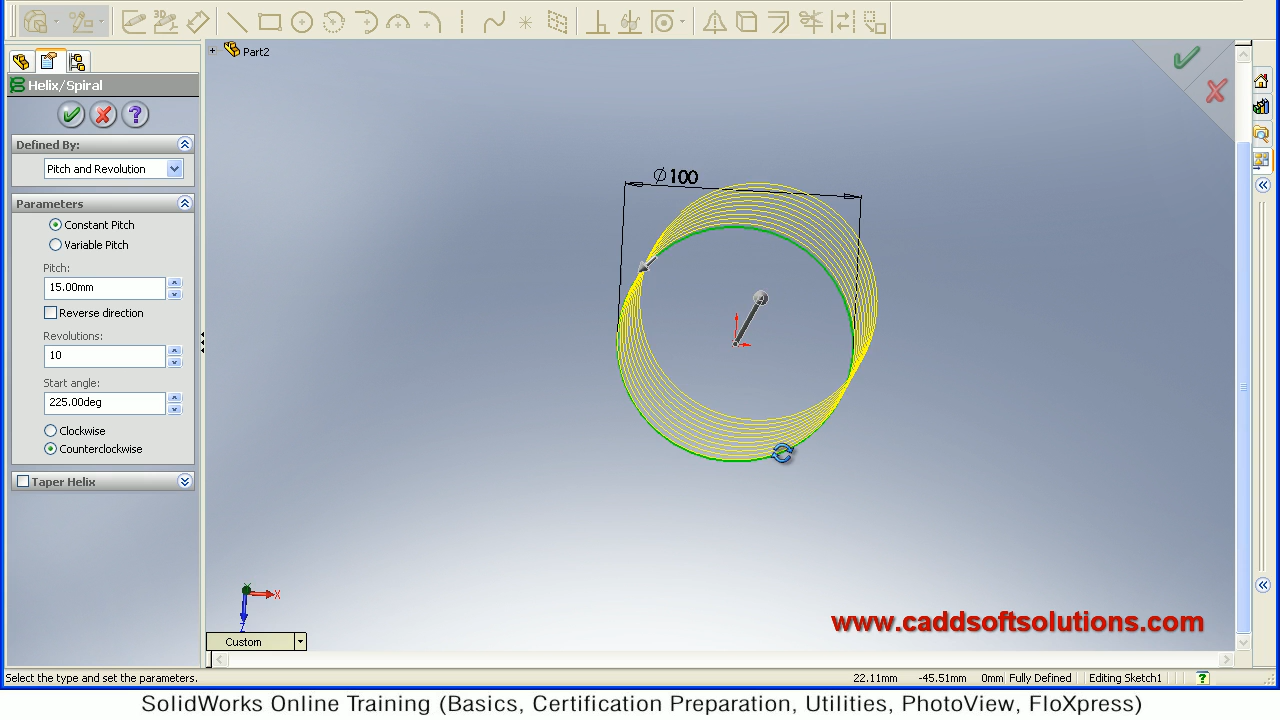 Part2
Helix/Spiral
Defined By:
Pitch and Revolution
Parameters
Constant Pitch
Variable Pitch
Pitch:
15.00mm
Reverse direction
Revolutions:
10
Start angle:
225.00deg
Clockwise
Counterclockwise
Taper Helix
∅100
Y
X
Z
Custom
www.caddsoftsolutions.com
Select the type and set the parameters.
22.11mm -45.51mm 0mm Fully Defined Editing Sketch1
SolidWorks Online Training (Basics, Certification Preparation, Utilities, PhotoView, FloXpress)